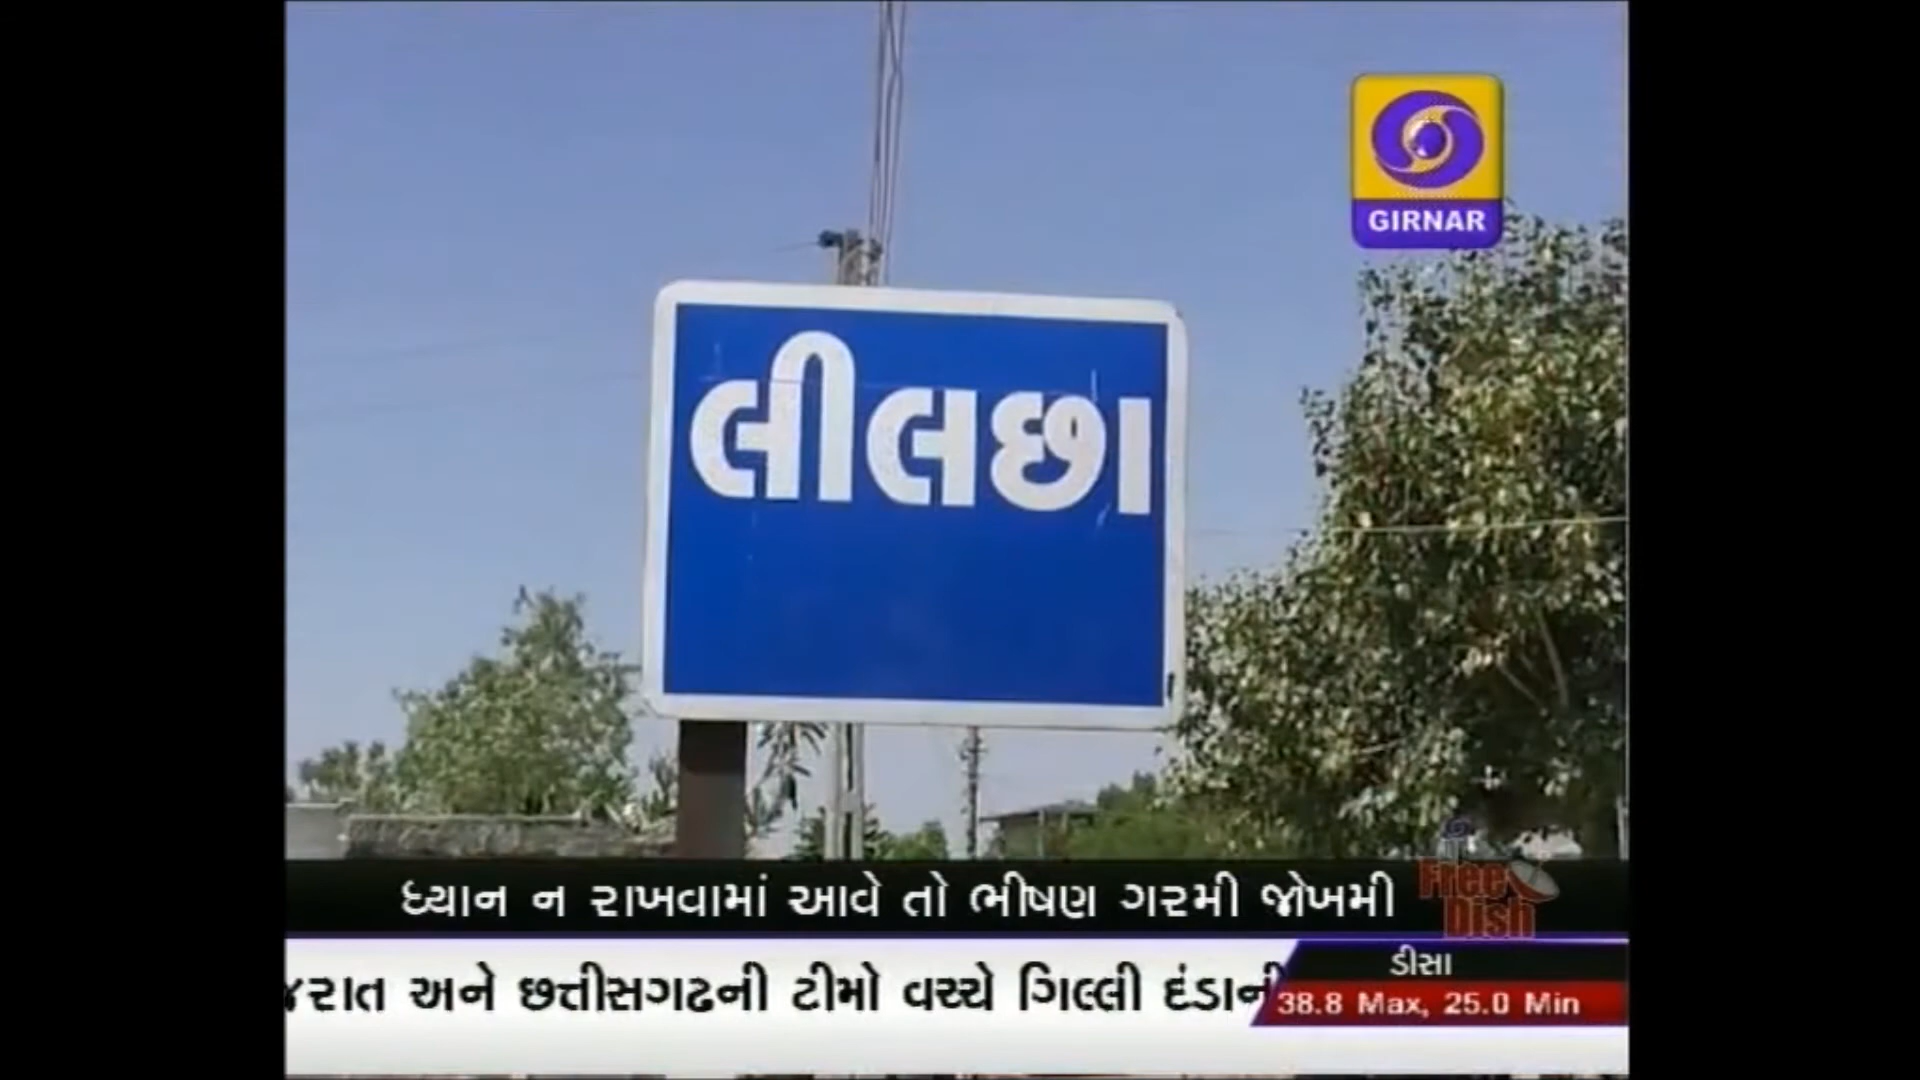 GIRNAR
લીલછા
ધ્યાન ન રાખવામાં આવે તો ભીષણ ગરમી જોખમી
Free
Dish
ડીસા
અને છત્તીસગઢની ટીમો વચ્ચે ગિલ્લી દંડાની
38.8 Max, 25.0 Min